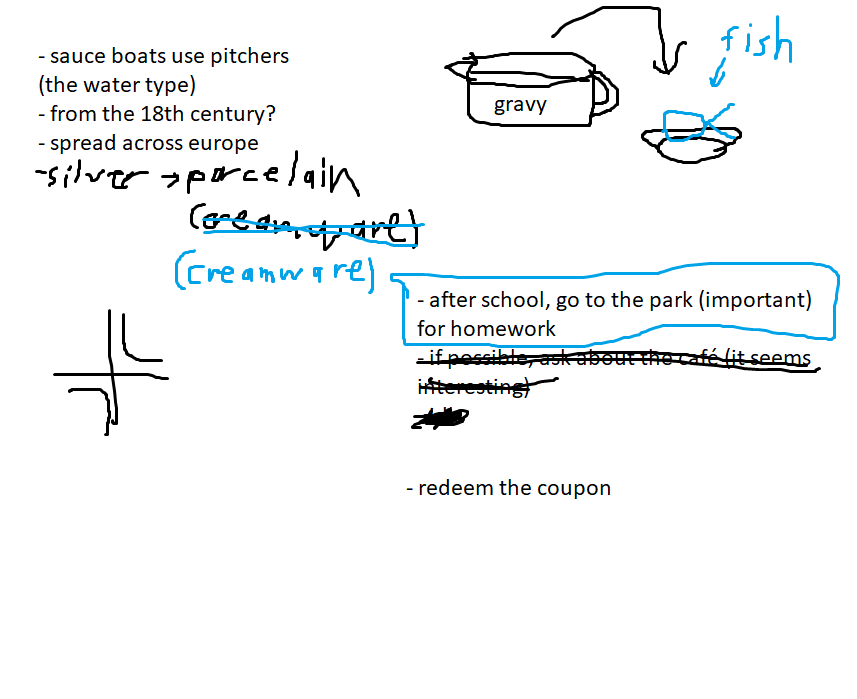 - sauce boats use pitchers
(the water type)
- from the 18th century?
- spread across europe
-silver → porcelain
(creamware)
(creamware)
gravy
fish
- after school, go to the park (important)
for homework
- if possible, ask about the café (it seems
interesting)
- redeem the coupon